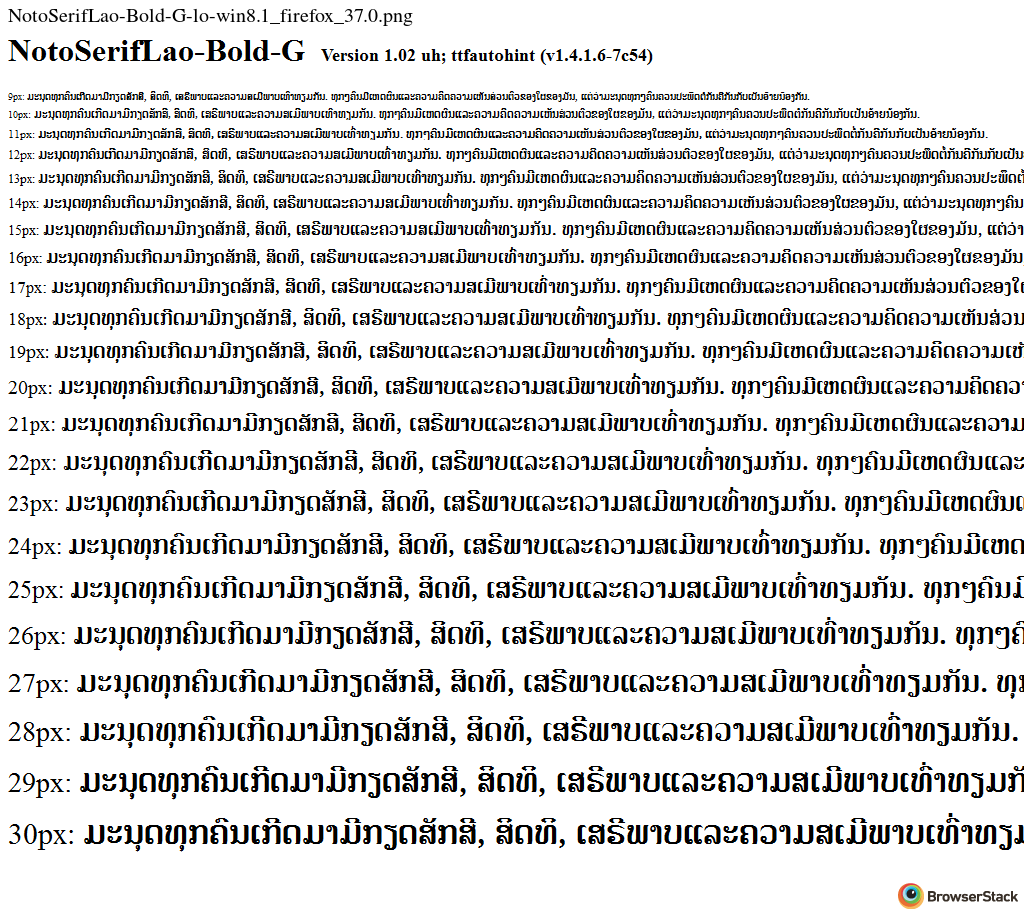 NotoSerifLao-Bold-G-lo-win8.1_firefox_37.0.png
NotoSerifLao-Bold-G Version 1.02 uh; ttfautohint (v1.4.1.6-7c54)
9px: ມະນຸດທຸກຄົນເກີດມາມີກຽດສັກສີ, ສິດທິ, ເສຣີພາບແລະຄວາມສເມີພາບເທົ່າທຽມກັນ. ທຸກໆຄົນມີເຫດຜົນແລະຄວາມຄິດຄວາມເຫັນສ່ວນຕົວຂອງໃຜຂອງມັນ, ແຕ່ວ່າມະນຸດທຸກໆຄົນຄວນປະພຶດຕໍ່ກັນຄືກັນກັບເປັນອ້າຍນ້ອງກັນ.
10px: ມະນຸດທຸກຄົນເກີດມາມີກຽດສັກສີ, ສິດທິ, ເສຣີພາບແລະຄວາມສເມີພາບເທົ່າທຽມກັນ. ທຸກໆຄົນມີເຫດຜົນແລະຄວາມຄິດຄວາມເຫັນສ່ວນຕົວຂອງໃຜຂອງມັນ, ແຕ່ວ່າມະນຸດທຸກໆຄົນຄວນປະພຶດຕໍ່ກັນຄືກັນກັບເປັນອ້າຍນ້ອງກັນ.
11px: ມະນຸດທຸກຄົນເກີດມາມີກຽດສັກສີ, ສິດທິ, ເສຣີພາບແລະຄວາມສເມີພາບເທົ່າທຽມກັນ. ທຸກໆຄົນມີເຫດຜົນແລະຄວາມຄິດຄວາມເຫັນສ່ວນຕົວຂອງໃຜຂອງມັນ, ແຕ່ວ່າມະນຸດທຸກໆຄົນຄວນປະພຶດຕໍ່ກັນຄືກັນກັບເປັນອ້າຍນ້ອງກັນ.
12px: ມະນຸດທຸກຄົນເກີດມາມີກຽດສັກສີ, ສິດທິ, ເສຣີພາບແລະຄວາມສເມີພາບເທົ່າທຽມກັນ. ທຸກໆຄົນມີເຫດຜົນແລະຄວາມຄິດຄວາມເຫັນສ່ວນຕົວຂອງໃຜຂອງມັນ, ແຕ່ວ່າມະນຸດທຸກໆຄົນຄວນປະພຶດຕໍ່ກັນຄືກັນກັບເປັນ
13px: ມະນຸດທຸກຄົນເກີດມາມີກຽດສັກສີ, ສິດທິ, ເສຣີພາບແລະຄວາມສເມີພາບເທົ່າທຽມກັນ. ທຸກໆຄົນມີເຫດຜົນແລະຄວາມຄິດຄວາມເຫັນສ່ວນຕົວຂອງໃຜຂອງມັນ, ແຕ່ວ່າມະນຸດທຸກໆຄົນຄວນປະພຶດຕໍ່
14px: ມະນຸດທຸກຄົນເກີດມາມີກຽດສັກສີ, ສິດທິ, ເສຣີພາບແລະຄວາມສເມີພາບເທົ່າທຽມກັນ. ທຸກໆຄົນມີເຫດຜົນແລະຄວາມຄິດຄວາມເຫັນສ່ວນຕົວຂອງໃຜຂອງມັນ, ແຕ່ວ່າມະນຸດທຸກໆຄົນ
15px: ມະນຸດທຸກຄົນເກີດມາມີກຽດສັກສີ, ສິດທິ, ເສຣີພາບແລະຄວາມສເມີພາບເທົ່າທຽມກັນ. ທຸກໆຄົນມີເຫດຜົນແລະຄວາມຄິດຄວາມເຫັນສ່ວນຕົວຂອງໃຜຂອງມັນ, ແຕ່ວ່າ
16px: ມະນຸດທຸກຄົນເກີດມາມີກຽດສັກສີ, ສິດທິ, ເສຣີພາບແລະຄວາມສເມີພາບເທົ່າທຽມກັນ. ທຸກໆຄົນມີເຫດຜົນແລະຄວາມຄິດຄວາມເຫັນສ່ວນຕົວຂອງໃຜຂອງມັນ
17px: ມະນຸດທຸກຄົນເກີດມາມີກຽດສັກສີ, ສິດທິ, ເສຣີພາບແລະຄວາມສເມີພາບເທົ່າທຽມກັນ. ທຸກໆຄົນມີເຫດຜົນແລະຄວາມຄິດຄວາມເຫັນສ່ວນຕົວຂອງ
18px: ມະນຸດທຸກຄົນເກີດມາມີກຽດສັກສີ, ສິດທິ, ເສຣີພາບແລະຄວາມສເມີພາບເທົ່າທຽມກັນ. ທຸກໆຄົນມີເຫດຜົນແລະຄວາມຄິດຄວາມເຫັນສ່ວນ
19px: ມະນຸດທຸກຄົນເກີດມາມີກຽດສັກສີ, ສິດທິ, ເສຣີພາບແລະຄວາມສເມີພາບເທົ່າທຽມກັນ. ທຸກໆຄົນມີເຫດຜົນແລະຄວາມຄິດຄວາມເຫ
20px: ມະນຸດທຸກຄົນເກີດມາມີກຽດສັກສີ, ສິດທິ, ເສຣີພາບແລະຄວາມສເມີພາບເທົ່າທຽມກັນ. ທຸກໆຄົນມີເຫດຜົນແລະຄວາມຄິດຄວາ
21px: ມະນຸດທຸກຄົນເກີດມາມີກຽດສັກສີ, ສິດທິ, ເສຣີພາບແລະຄວາມສເມີພາບເທົ່າທຽມກັນ. ທຸກໆຄົນມີເຫດຜົນແລະຄວາມ
22px: ມະນຸດທຸກຄົນເກີດມາມີກຽດສັກສີ, ສິດທິ, ເສຣີພາບແລະຄວາມສເມີພາບເທົ່າທຽມກັນ. ທຸກໆຄົນມີເຫດຜົນແລະ
23px: ມະນຸດທຸກຄົນເກີດມາມີກຽດສັກສີ, ສິດທິ, ເສຣີພາບແລະຄວາມສເມີພາບເທົ່າທຽມກັນ. ທຸກໆຄົນມີເຫດຜົນແ
24px: ມະນຸດທຸກຄົນເກີດມາມີກຽດສັກສີ, ສິດທິ, ເສຣີພາບແລະຄວາມສເມີພາບເທົ່າທຽມກັນ. ທຸກໆຄົນມີເຫດ
25px: ມະນຸດທຸກຄົນເກີດມາມີກຽດສັກສີ, ສິດທິ, ເສຣີພາບແລະຄວາມສເມີພາບເທົ່າທຽມກັນ. ທຸກໆຄົນມີ
26px: ມະນຸດທຸກຄົນເກີດມາມີກຽດສັກສີ, ສິດທິ, ເສຣີພາບແລະຄວາມສເມີພາບເທົ່າທຽມກັນ. ທຸກໆຄົ
27px: ມະນຸດທຸກຄົນເກີດມາມີກຽດສັກສີ, ສິດທິ, ເສຣີພາບແລະຄວາມສເມີພາບເທົ່າທຽມກັນ. ທຸກ
28px: ມະນຸດທຸກຄົນເກີດມາມີກຽດສັກສີ, ສິດທິ, ເສຣີພາບແລະຄວາມສເມີພາບເທົ່າທຽມກັນ.
29px: ມະນຸດທຸກຄົນເກີດມາມີກຽດສັກສີ, ສິດທິ, ເສຣີພາບແລະຄວາມສເມີພາບເທົ່າທຽມກັ
30px: ມະນຸດທຸກຄົນເກີດມາມີກຽດສັກສີ, ສິດທິ, ເສຣີພາບແລະຄວາມສເມີພາບເທົ່າທຽມ
BrowserStack